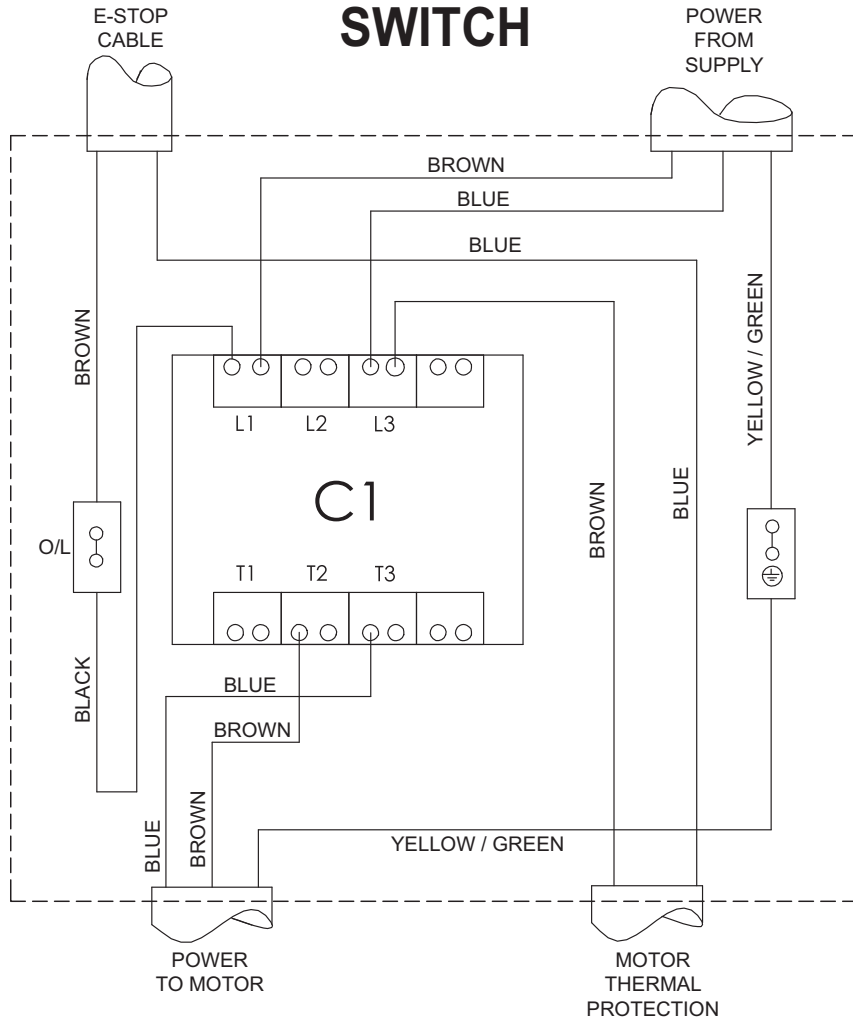 E-STOP
CABLE
SWITCH
POWER
FROM
SUPPLY
BROWN
BLUE
BLUE
BROWN
YELLOW / GREEN
L1
L2
L3
C1
BROWN
BLUE
O/L
T1
T2
T3
BLACK
BLUE
BROWN
BLUE
BROWN
YELLOW / GREEN
POWER
TO MOTOR
MOTOR
THERMAL
PROTECTION